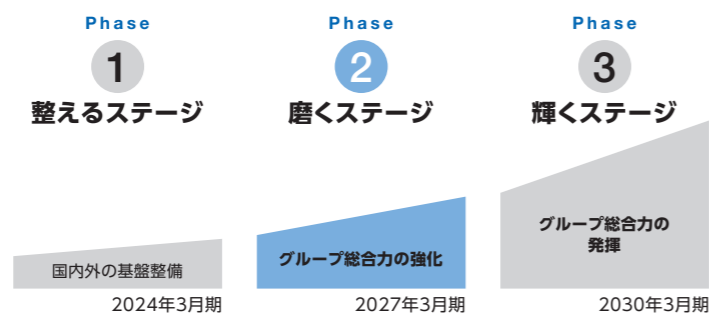 Phase
1
整えるステージ
国内外の基盤整備
2024年3月期
Phase
2
磨くステージ
グループ総合力の強化
2027年3月期
Phase
3
輝くステージ
グループ総合力の
発揮
2030年3月期